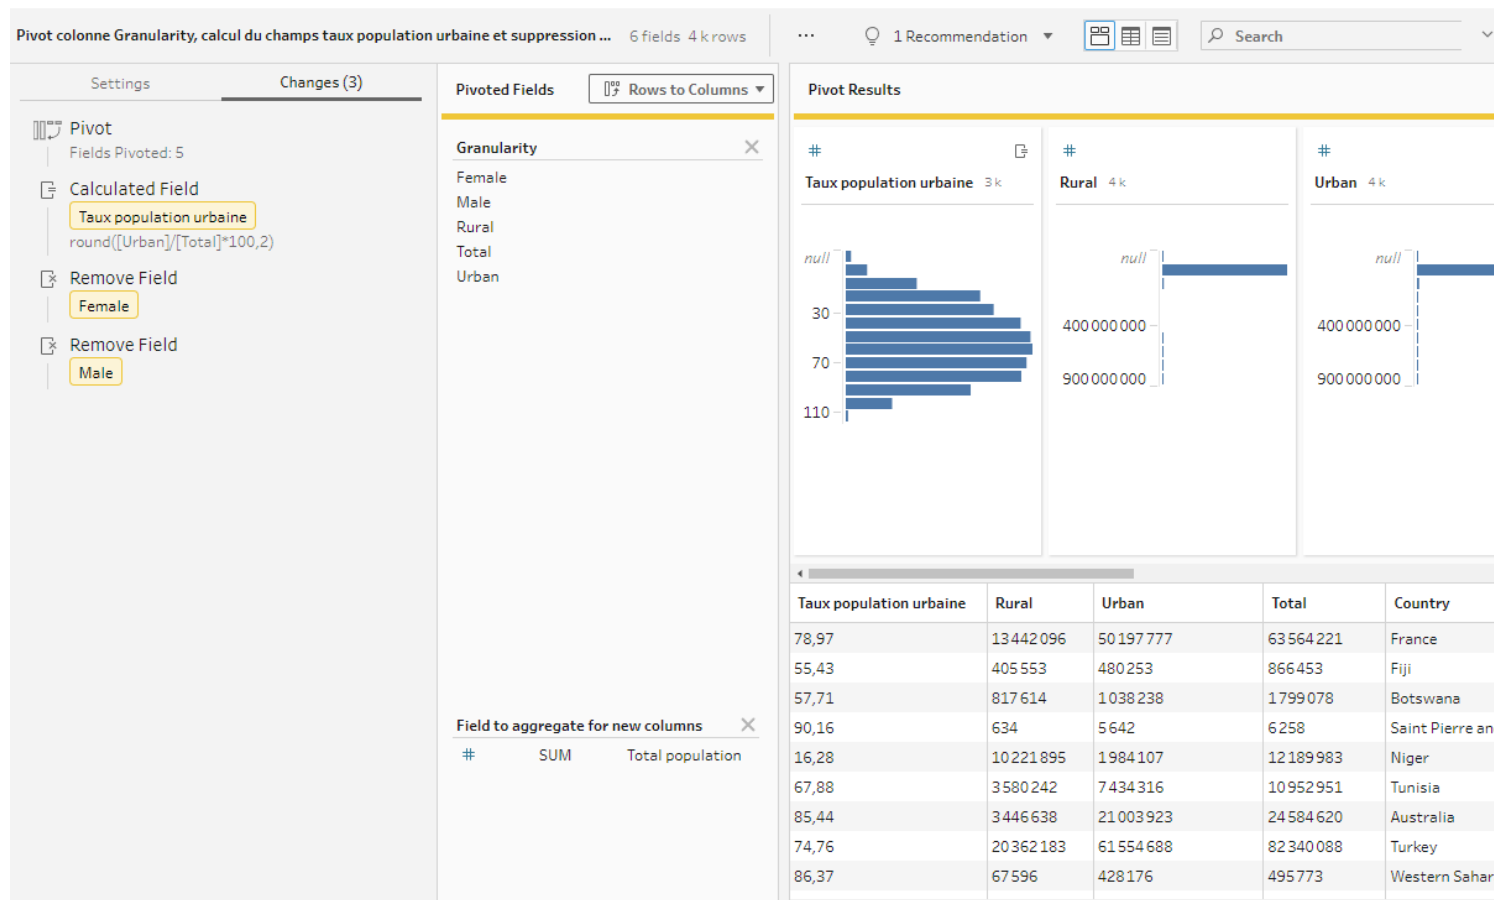 Pivot colonne Granularity, calcul du champs taux population urbaine et suppression ... 6 fields 4 k rows ... 1 Recommendation Search
Settings Changes (3)
Pivot
Fields Pivoted: 5
Calculated Field
Taux population urbaine
round([Urban]/[Total]*100,2)
Remove Field
Female
Remove Field
Male
Pivoted Fields Rows to Columns
Granularity
Female
Male
Rural
Total
Urban
Field to aggregate for new columns
# SUM Total population
Pivot Results
# # #
Taux population urbaine 3 k Rural 4 k Urban 4 k
null null null
30 400 000 000 400 000 000
70 900 000 000 900 000 000
110
Taux population urbaine Rural Urban Total Country
78,97 13 442 096 50 197 777 63 564 221 France
55,43 405 553 480 253 866 453 Fiji
57,71 817 614 1 038 238 1 799 078 Botswana
90,16 634 5 642 6 258 Saint Pierre an
16,28 10 221 895 1 984 107 12 189 983 Niger
67,88 3 580 242 7 434 316 10 952 951 Tunisia
85,44 3 446 638 21 003 923 24 584 620 Australia
74,76 20 362 183 61 554 688 82 340 088 Turkey
86,37 67 596 428 176 495 773 Western Sahar